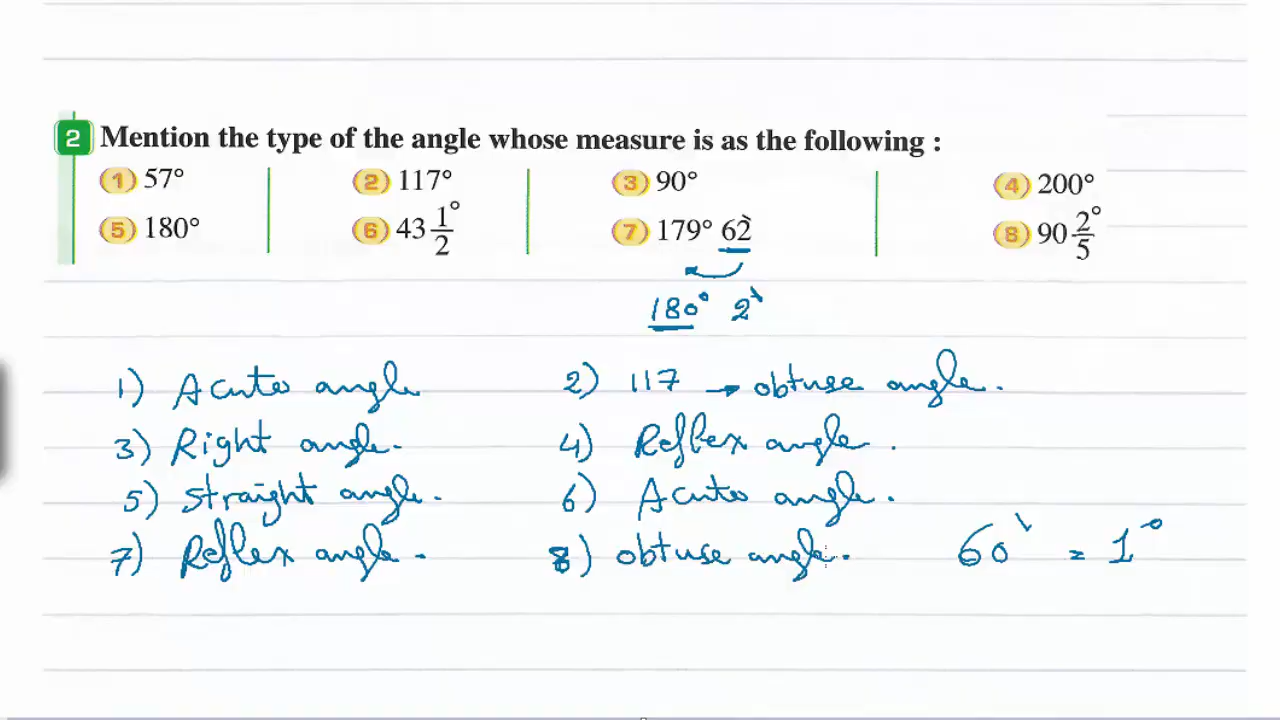 2 Mention the type of the angle whose measure is as the following :
1 57° 2 117° 3 90° 4 200°
5 180° 6 43 1/2° 7 179° 62` 8 90 2/5°
180° 2`
1) Acute angle 2) 117 → obtuse angle.
3) Right angle. 4) Reflex angle.
5) straight angle. 6) Acute angle.
7) Reflex angle. 8) obtuse angle. 60` = 1°